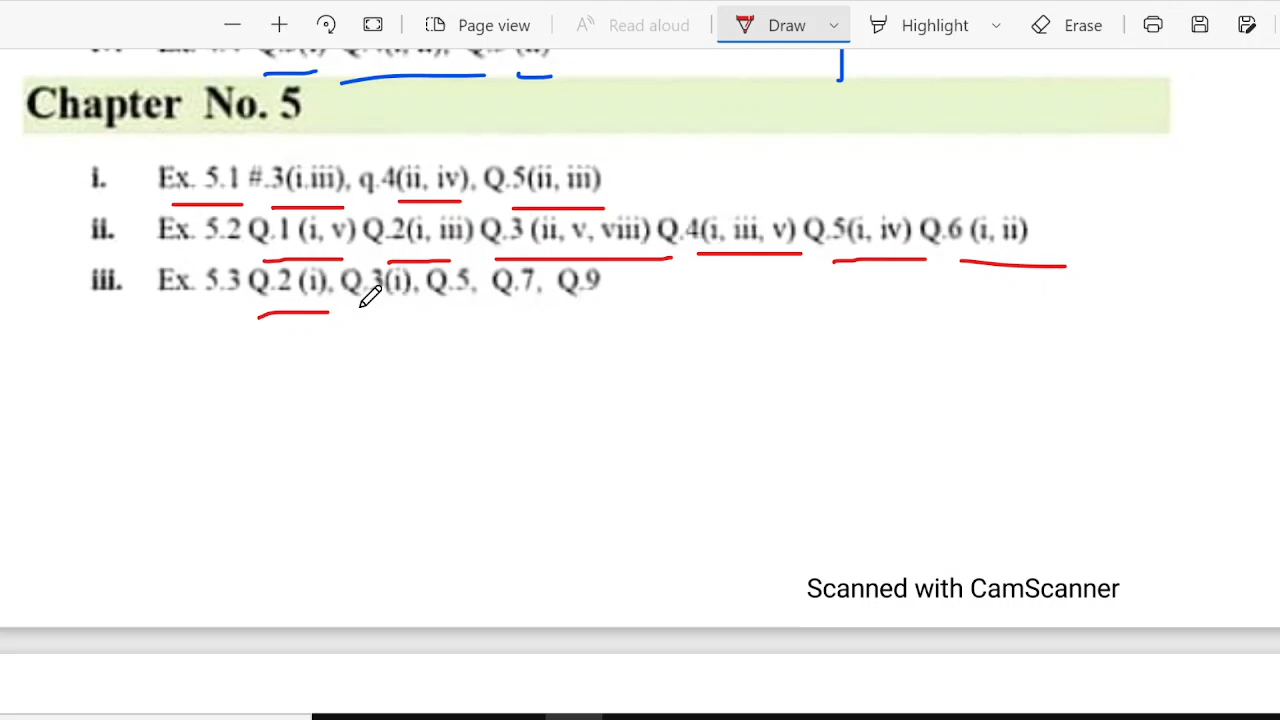 Page view
Read aloud
Draw
Highlight
Erase
Chapter No. 5
i. Ex. 5.1 #.3(i.iii), q.4(ii, iv), Q.5(ii, iii)
ii. Ex. 5.2 Q.1 (i, v) Q.2(i, iii) Q.3 (ii, v, viii) Q.4(i, iii, v) Q.5(i, iv) Q.6 (i, ii)
iii. Ex. 5.3 Q.2 (i), Q.3(i), Q.5, Q.7, Q.9
Scanned with CamScanner